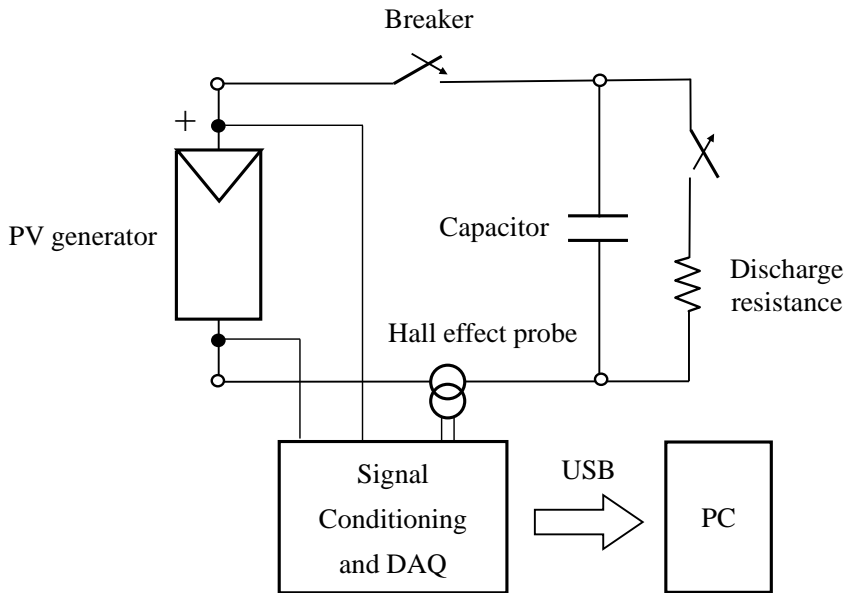 Breaker
+
PV generator
Capacitor
Discharge
resistance
Hall effect probe
Signal
Conditioning
and DAQ
USB
PC